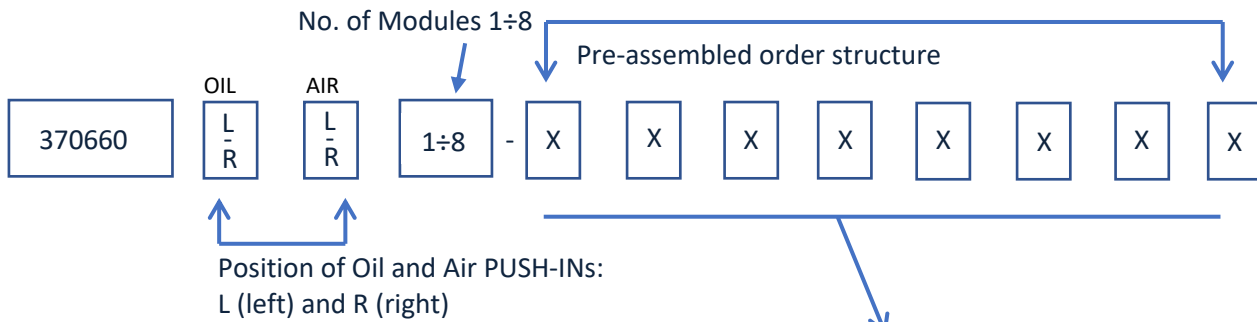 No. of Modules 1÷8
Pre-assembled order structure
OIL AIR
370660 L - R L - R 1÷8 - X X X X X X X X
Position of Oil and Air PUSH-INs:
L (left) and R (right)